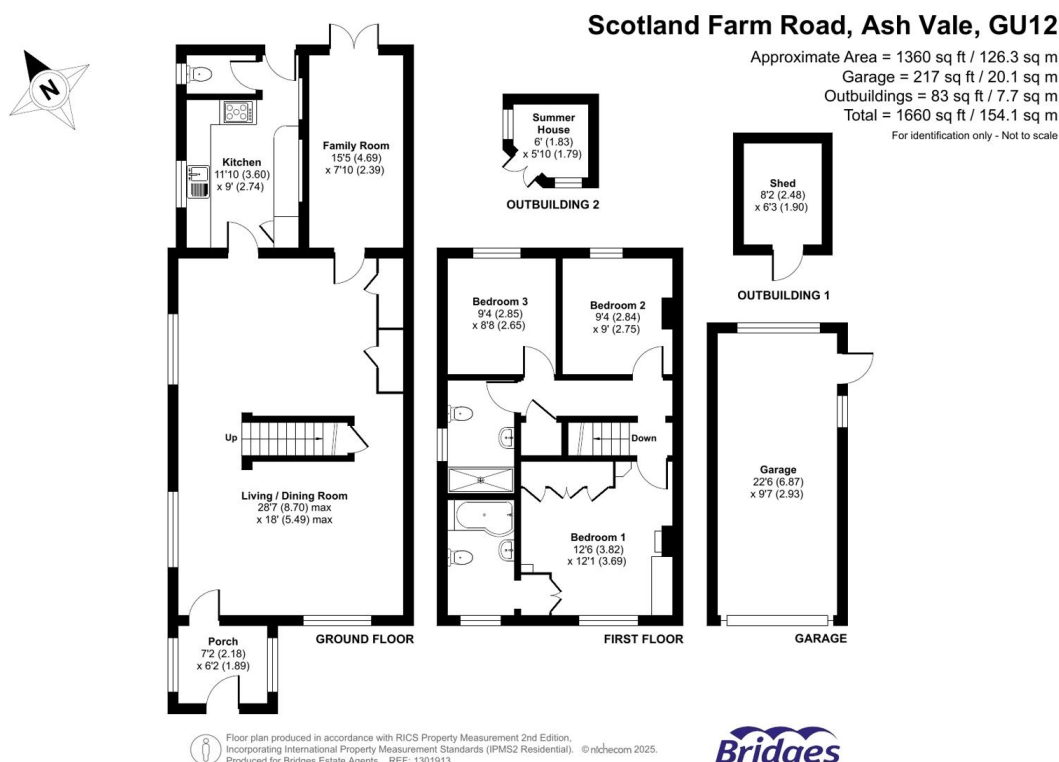 Scotland Farm Road, Ash Vale, GU12
Approximate Area = 1360 sq ft / 126.3 sq m
Garage = 217 sq ft / 20.1 sq m
Outbuildings = 83 sq ft / 7.7 sq m
Total = 1660 sq ft / 154.1 sq m
For identification only - Not to scale
N
Kitchen
11'10 (3.60)
x 9' (2.74)
Family Room
15'5 (4.69)
x 7'10 (2.39)
Summer
House
6' (1.83)
x 5'10 (1.79)
OUTBUILDING 2
Shed
8'2 (2.48)
x 6'3 (1.90)
OUTBUILDING 1
Up
Living / Dining Room
28'7 (8.70) max
x 18' (5.49) max
Porch
7'2 (2.18)
x 6'2 (1.89)
GROUND FLOOR
Bedroom 3
9'4 (2.85)
x 8'8 (2.65)
Bedroom 2
9'4 (2.84)
x 9' (2.75)
Down
Bedroom 1
12'6 (3.82)
x 12'1 (3.69)
FIRST FLOOR
Garage
22'6 (6.87)
x 9'7 (2.93)
GARAGE
Floor plan produced in accordance with RICS Property Measurement 2nd Edition,
Incorporating International Property Measurement Standards (IPMS2 Residential). © nichecom 2025.
Produced for Bridges Estate Agents. REF: 1301913
Bridges